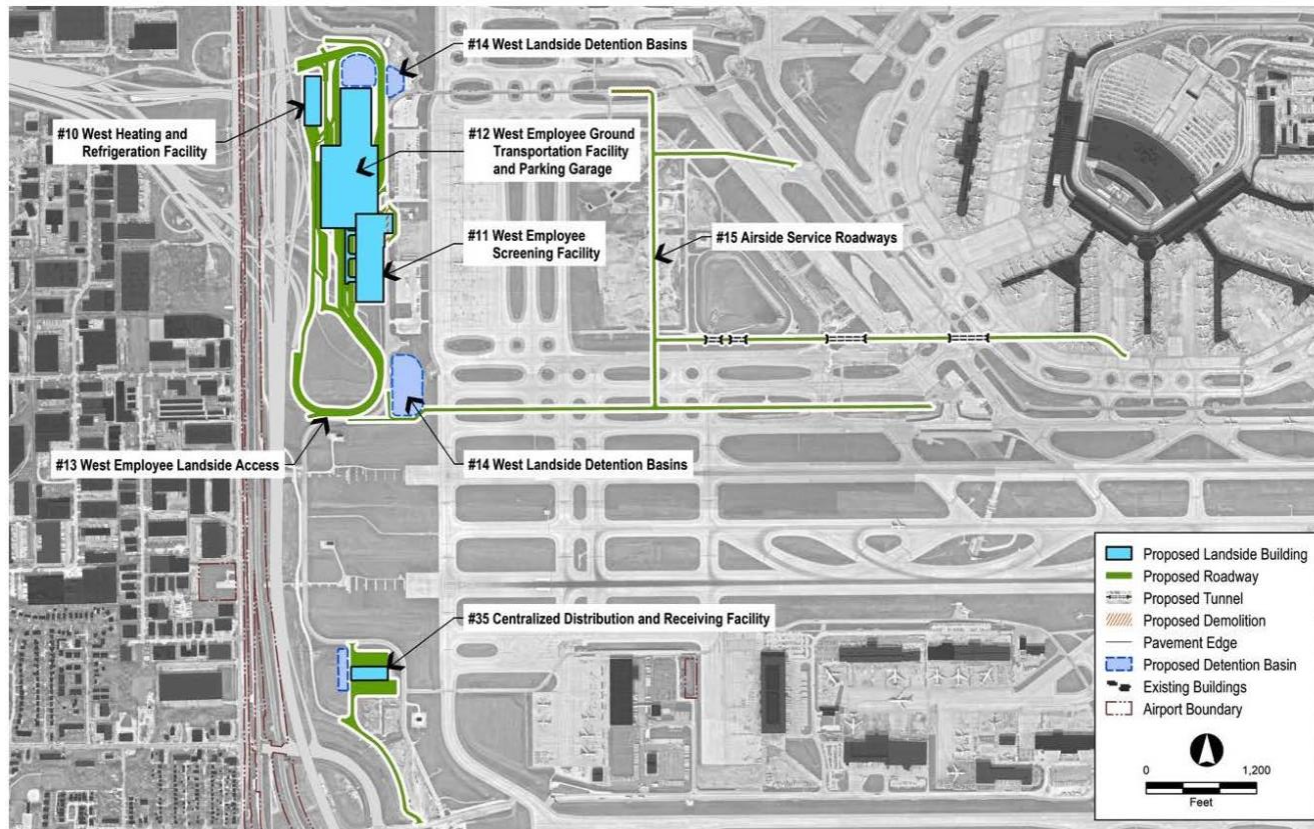 #14 West Landside Detention Basins
#10 West Heating and
Refrigeration Facility
#12 West Employee Ground
Transportation Facility
and Parking Garage
#11 West Employee
Screening Facility
#15 Airside Service Roadways
#13 West Employee Landside Access
#14 West Landside Detention Basins
#35 Centralized Distribution and Receiving Facility
Proposed Landside Building
Proposed Roadway
Proposed Tunnel
Proposed Demolition
Pavement Edge
Proposed Detention Basin
Existing Buildings
Airport Boundary
0 1,200
Feet